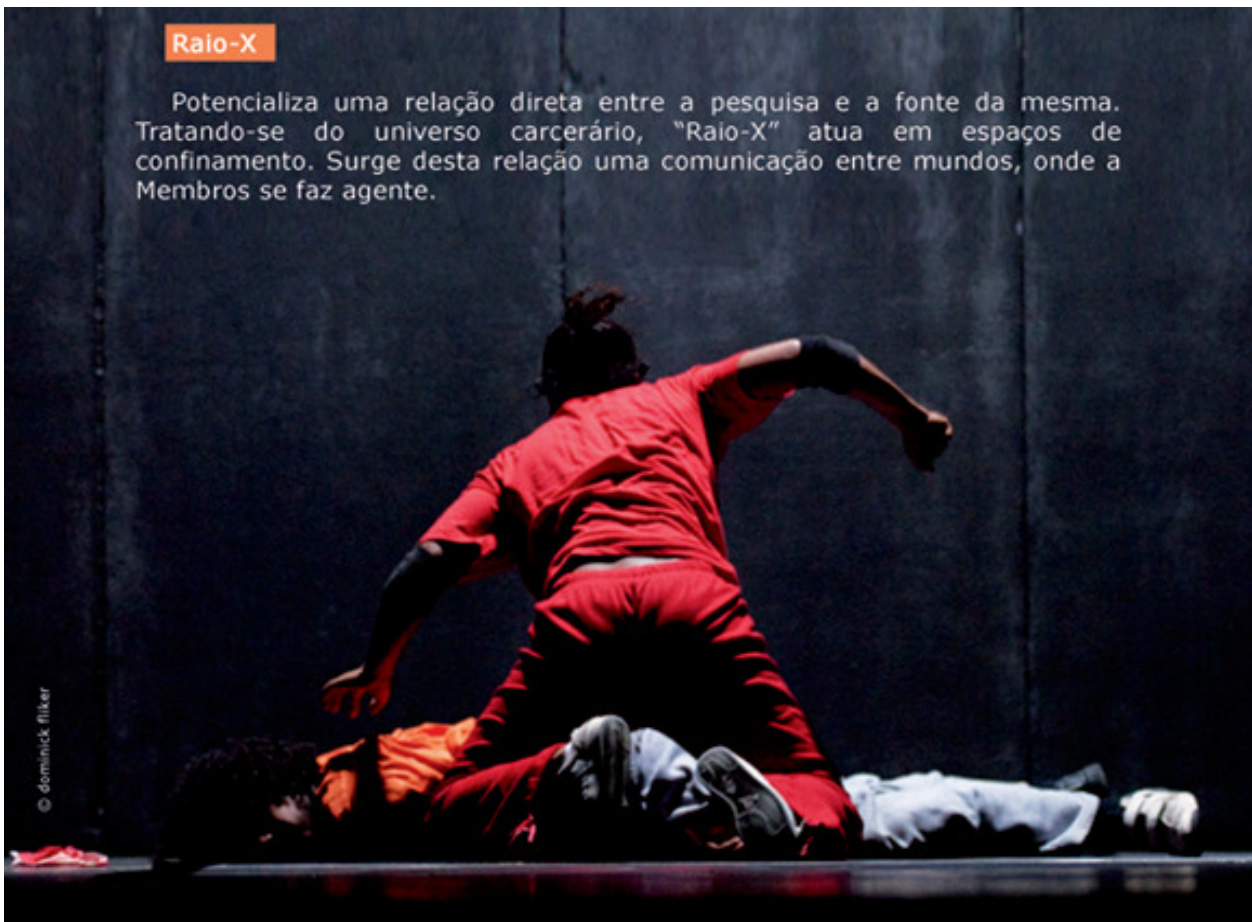 Raio-X
Potencializa uma relação direta entre a pesquisa e a fonte da mesma.
Tratando-se do universo carcerário, “Raio-X” atua em espaços de
confinamento. Surge desta relação uma comunicação entre mundos, onde a
Membros se faz agente.
© dominick fliker